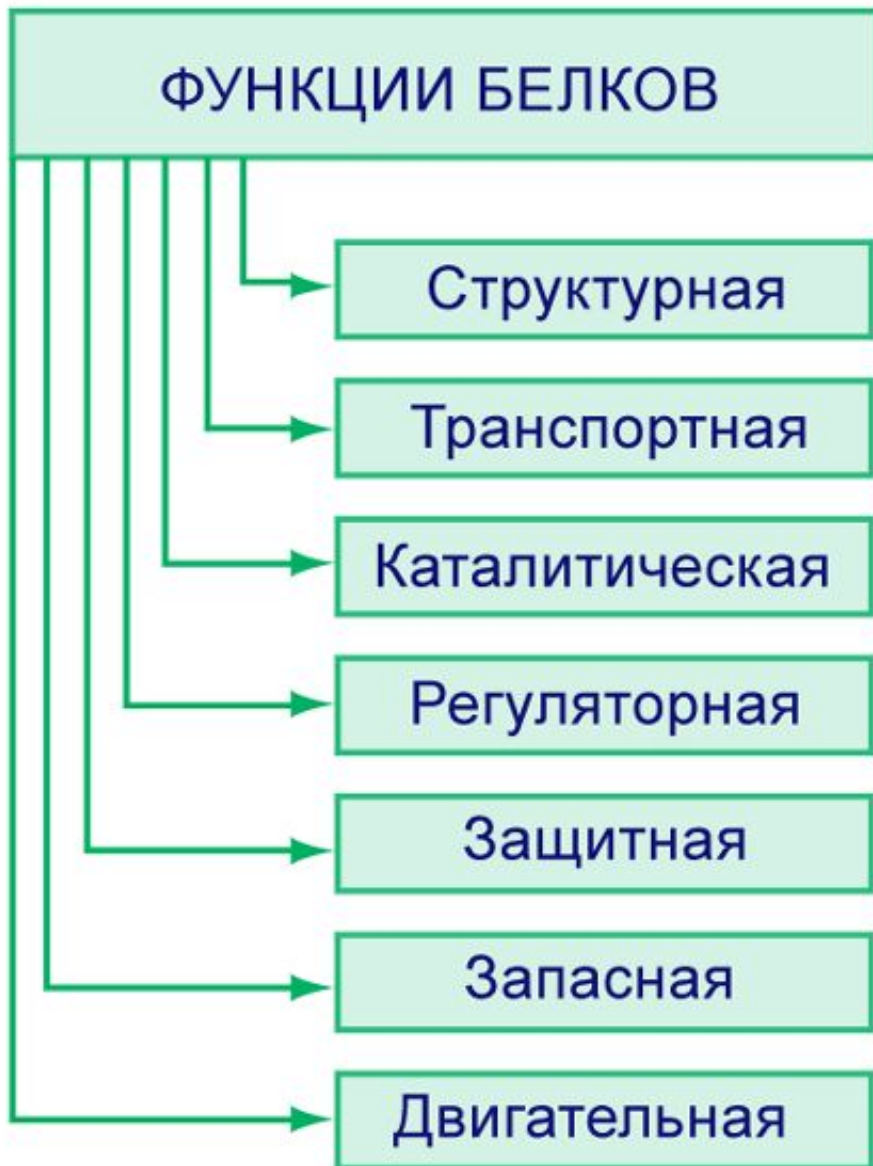 ФУНКЦИИ БЕЛКОВ
Структурная
Транспортная
Каталитическая
Регуляторная
Защитная
Запасная
Двигательная